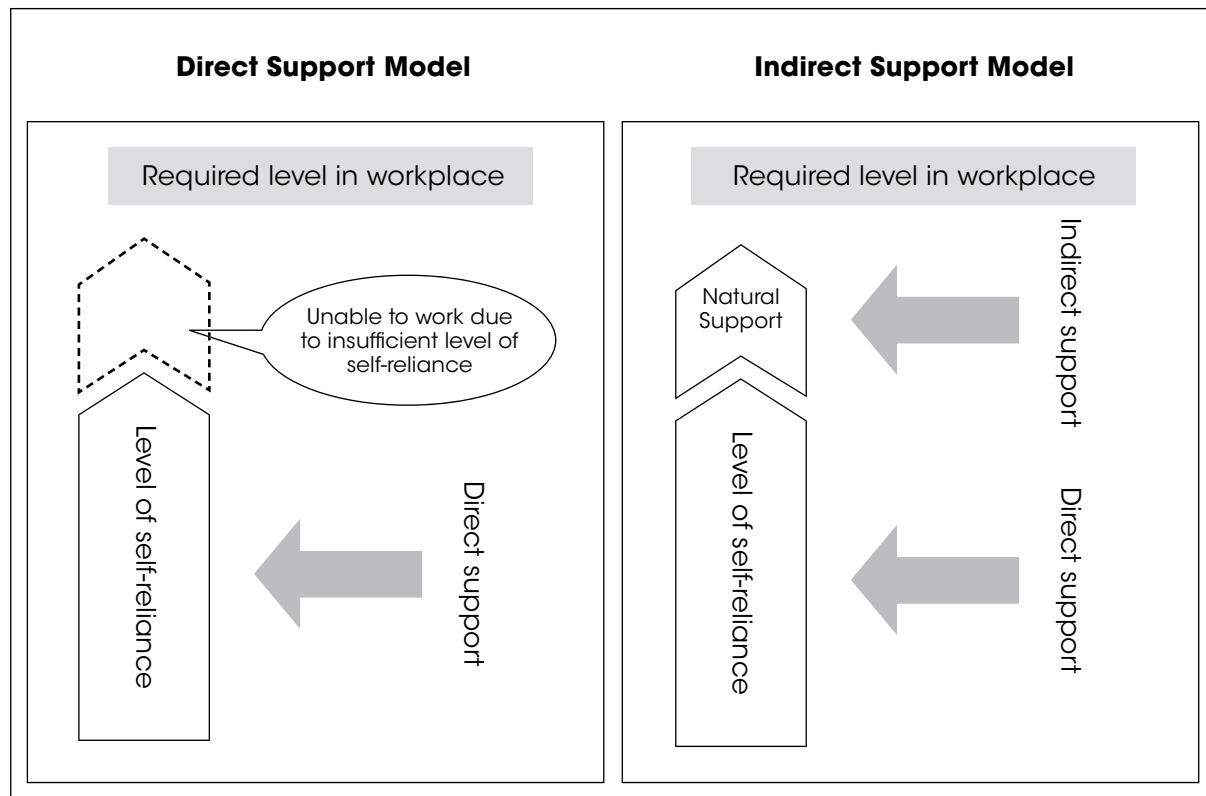 Direct Support Model
Required level in workplace
Unable to work due
to insufficient level of
self-reliance
Level of self-reliance
Direct support
Indirect Support Model
Required level in workplace
Natural
Support
Indirect support
Level of self-reliance
Direct support